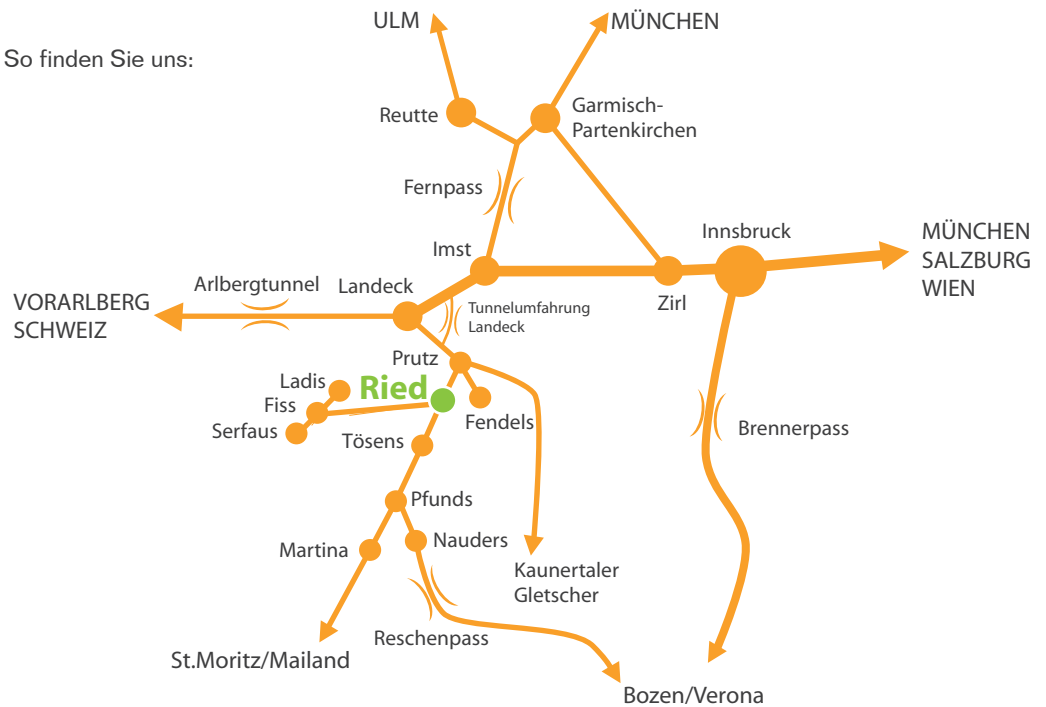 ULM
MÜNCHEN
So finden Sie uns:
Reutte
Garmisch-
Partenkirchen
Fernpass
Innsbruck
MÜNCHEN
SALZBURG
WIEN
Imst
Arlbergtunnel
Landeck
Zirl
VORARLBERG
SCHWEIZ
Tunnelumfahrung
Landeck
Prutz
Ladis
Ried
Fiss
Fendels
Serfaus
Tösens
Brennerpass
Pfunds
Martina
Nauders
Kaunertaler
Gletscher
Reschenpass
St.Moritz/Mailand
Bozen/Verona